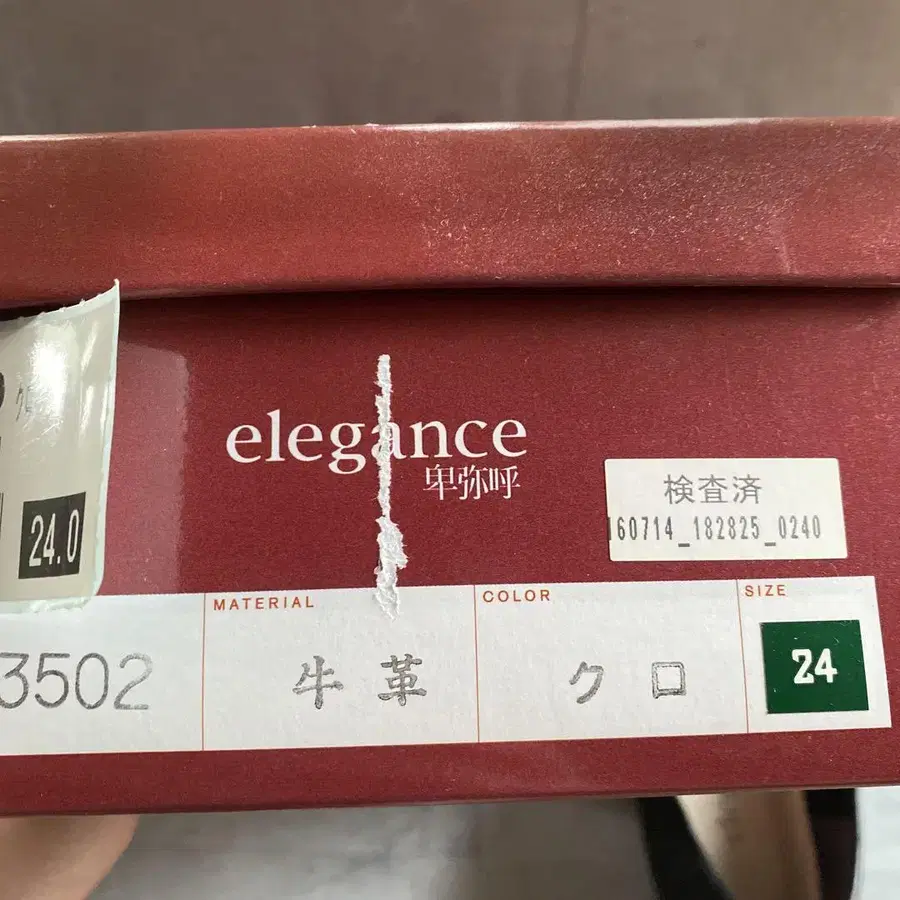 elegance
卑弥呼
検査済
160714_182825_0240
24.0
MATERIAL
COLOR
SIZE
3502
牛革
クロ
24